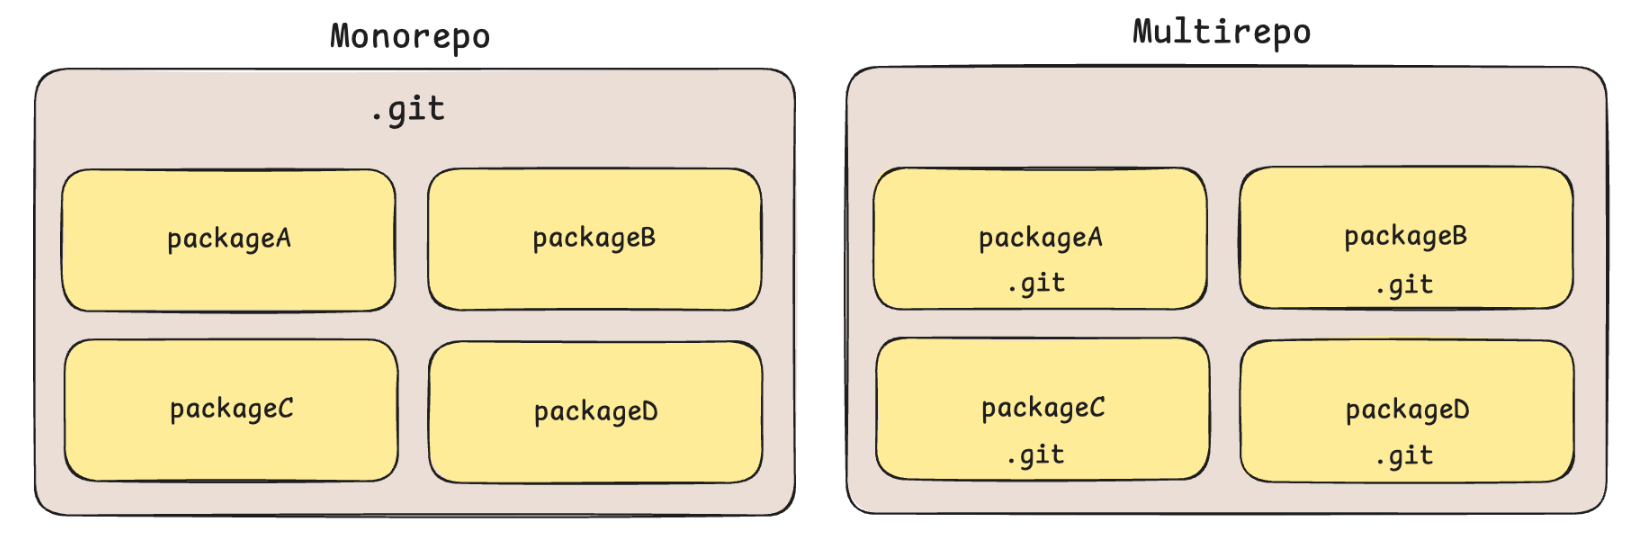 Monorepo
.git
packageA
packageB
packageC
packageD
Multirepo
packageA
.git
packageB
.git
packageC
.git
packageD
.git